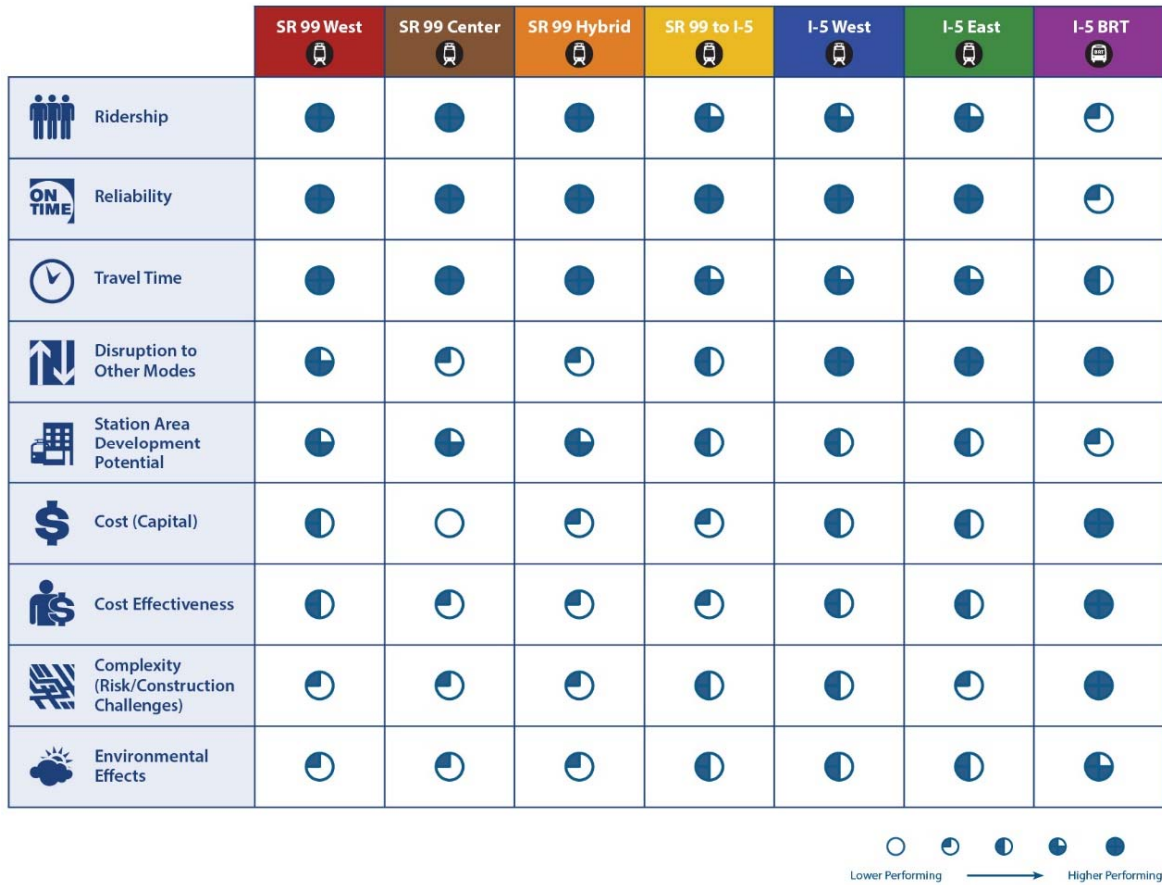 SR 99 West
SR 99 Center
SR 99 Hybrid
SR 99 to I-5
I-5 West
I-5 East
I-5 BRT
BRT
Ridership
ON
TIME
Reliability
Travel Time
Disruption to
Other Modes
Station Area
Development
Potential
$
Cost (Capital)
$
Cost Effectiveness
Complexity
(Risk/Construction
Challenges)
Environmental
Effects
Lower Performing
Higher Performing